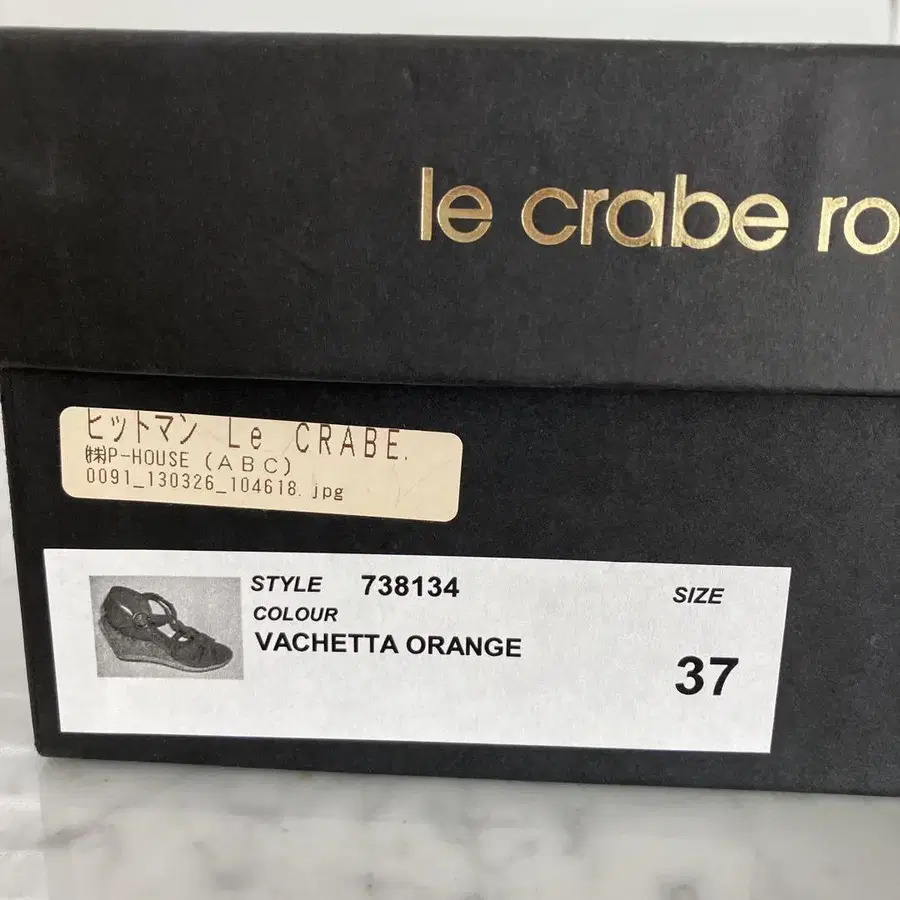 le crabe ro
ヒットマン Le CRABE.
㈱P-HOUSE (ABC)
0091_130326_104618.jpg
STYLE 738134
COLOUR
VACHETTA ORANGE
SIZE
37